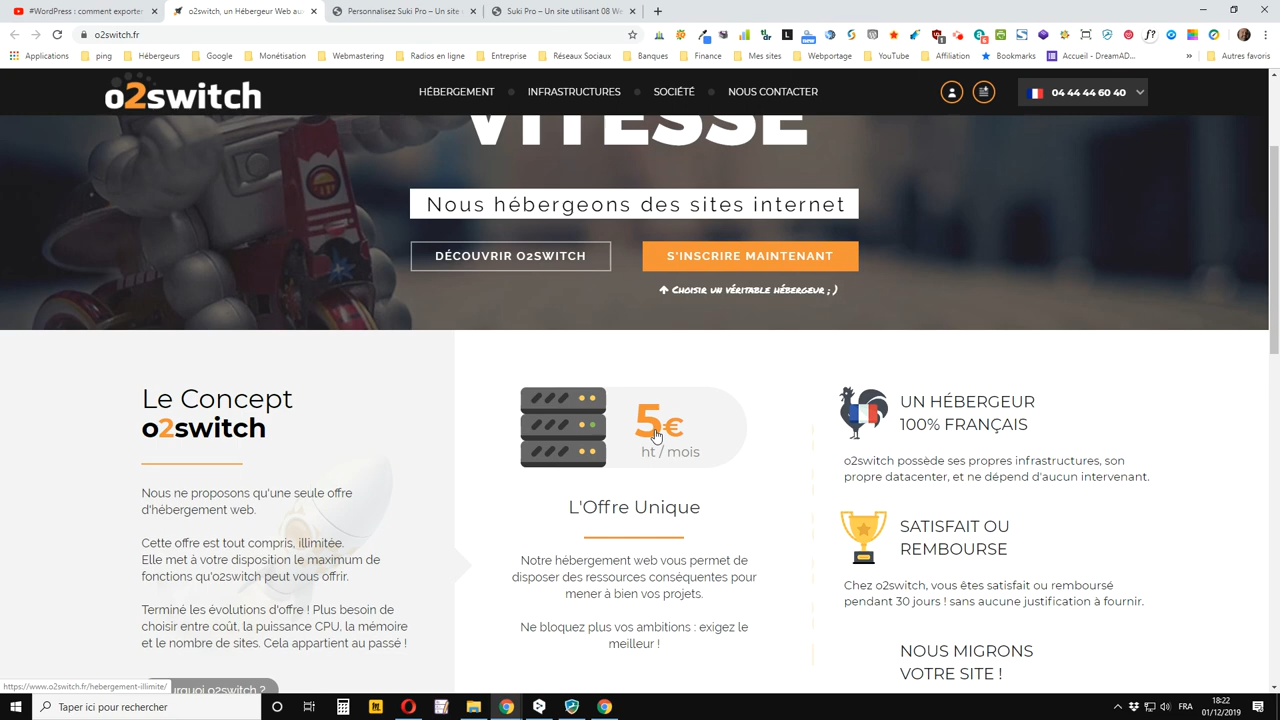 #WordPress : comment exporter
o2switch, un Hébergeur Web au
Personnalisez Suki Pro – Un site
Suki Pro – Un site utilisant 08 We
o2switch.fr
Applications
ping
Hébergeurs
Google
Monétisation
Webmastering
Radios en ligne
Entreprise
Réseaux Sociaux
Banques
Finance
Mes sites
Webportage
YouTube
Affiliation
Bookmarks
Accueil - DreamAD...
»
Autres favoris
o2switch
HÉBERGEMENT
INFRASTRUCTURES
SOCIÉTÉ
NOUS CONTACTER
04 44 44 60 40
VITESSE
Nous hébergeons des sites internet
DÉCOUVRIR O2SWITCH
S'INSCRIRE MAINTENANT
Choisir un véritable hébergeur ; )
Le Concept
o2switch
Nous ne proposons qu'une seule offre
d'hébergement web.
Cette offre est tout compris, illimitée.
Elle met à votre disposition le maximum de
fonctions qu'o2switch peut vous offrir.
Terminé les évolutions d'offre ! Plus besoin de
choisir entre coût, la puissance CPU, la mémoire
et le nombre de sites. Cela appartient au passé !
urquoi o2switch ?
5€
ht / mois
L'Offre Unique
Notre hébergement web vous permet de
disposer des ressources conséquentes pour
mener à bien vos projets.
Ne bloquez plus vos ambitions : exigez le
meilleur !
UN HÉBERGEUR
100% FRANÇAIS
o2switch possède ses propres infrastructures, son
propre datacenter, et ne dépend d'aucun intervenant.
SATISFAIT OU
REMBOURSE
Chez o2switch, vous êtes satisfait ou remboursé
pendant 30 jours ! sans aucune justification à fournir.
NOUS MIGRONS
VOTRE SITE !
https://www.o2switch.fr/hebergement-illimite/
Taper ici pour rechercher
FRA
18:22
01/12/2019